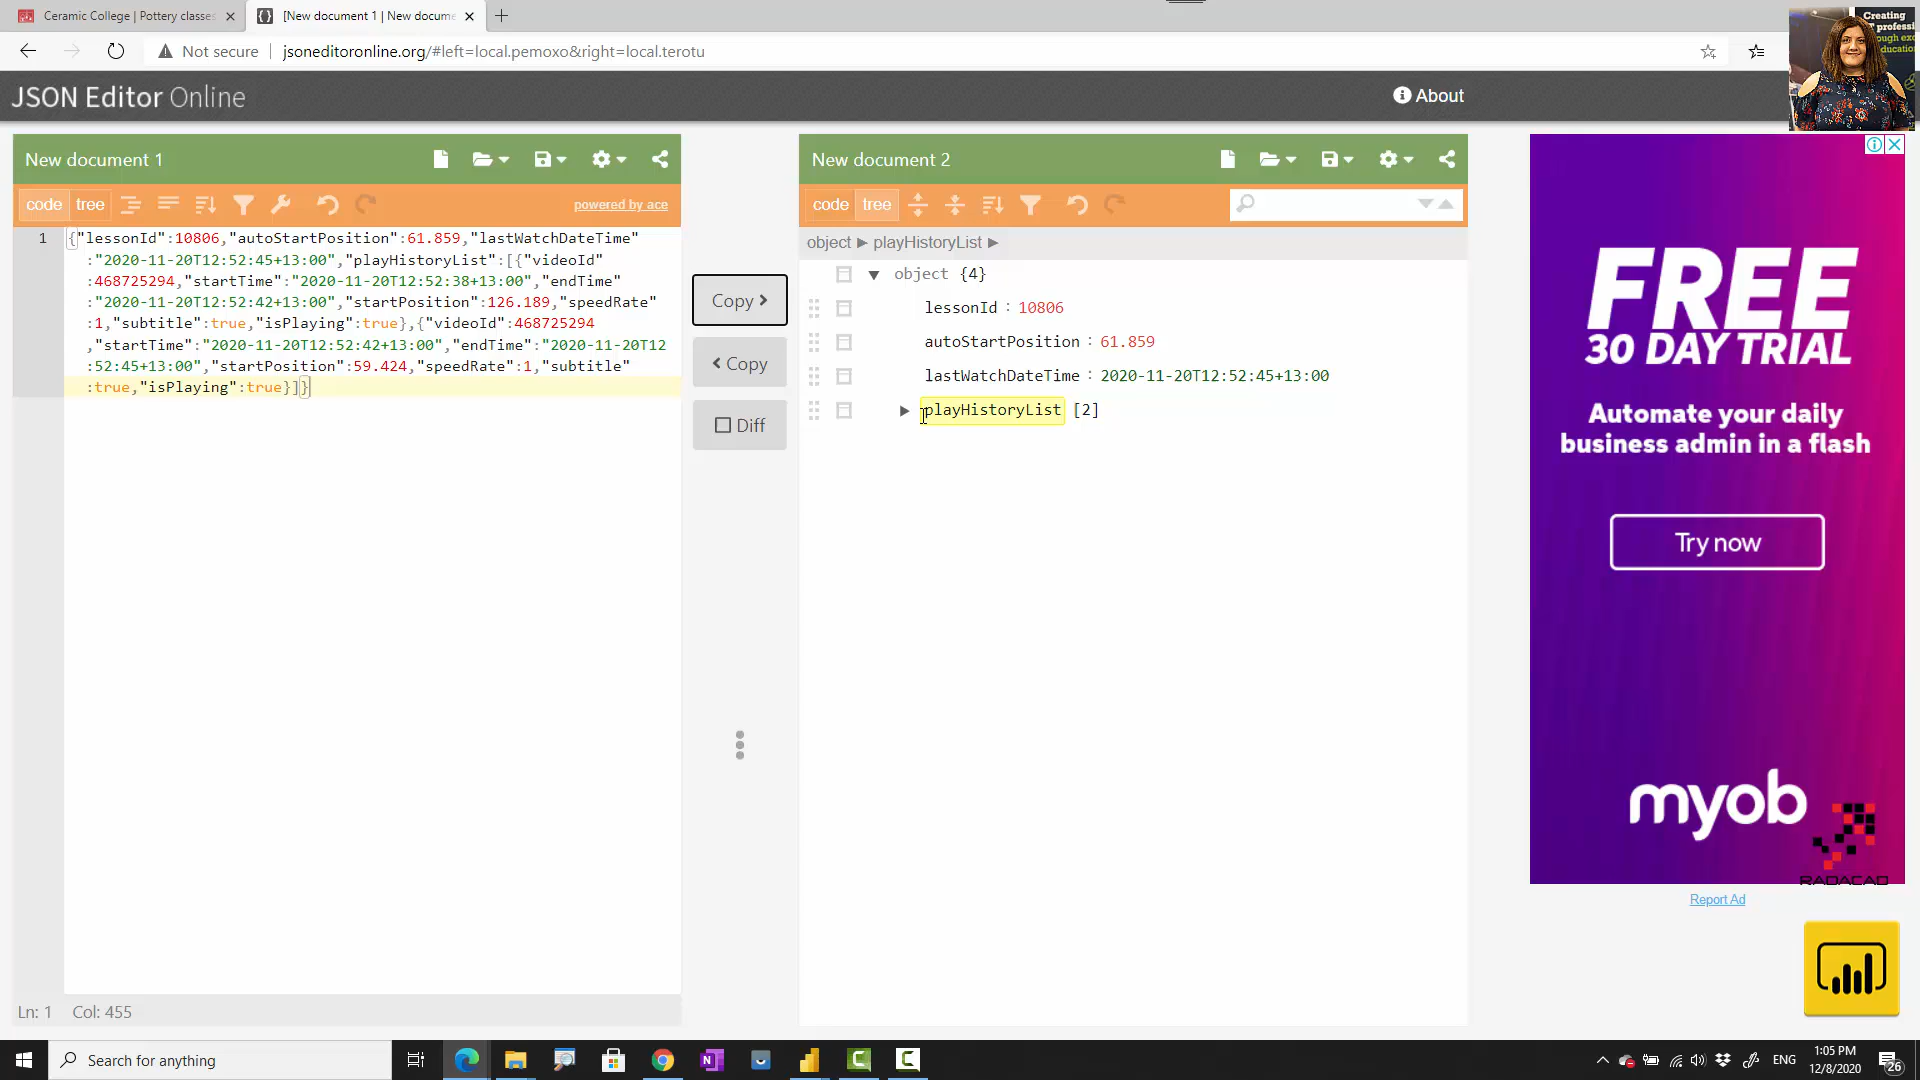 Ceramic College | Pottery classes
[New document 1 | New docume
Not secure
jsoneditoronline.org/#left=local.pemoxo&right=local.terotu
JSON Editor Online
About
Creating
New document 1
code tree
powered by ace
1
{"lessonId":10806,"autoStartPosition":61.859,"lastWatchDateTime"
:"2020-11-20T12:52:45+13:00","playHistoryList":[{"videoId"
:468725294,"startTime":"2020-11-20T12:52:38+13:00","endTime"
:"2020-11-20T12:52:42+13:00","startPosition":126.189,"speedRate"
:1,"subtitle":true,"isPlaying":true},{"videoId":468725294
,"startTime":"2020-11-20T12:52:42+13:00","endTime":"2020-11-20T12
:52:45+13:00","startPosition":59.424,"speedRate":1,"subtitle"
:true,"isPlaying":true}]}
Ln: 1 Col: 455
Copy >
< Copy
Diff
New document 2
code tree
object ▶ playHistoryList ▶
object {4}
lessonId : 10806
autoStartPosition : 61.859
lastWatchDateTime : 2020-11-20T12:52:45+13:00
playHistoryList [2]
FREE
30 DAY TRIAL
Automate your daily
business admin in a flash
Try now
myob
RADACAD
Report Ad
Search for anything
ENG
1:05 PM
12/8/2020
26